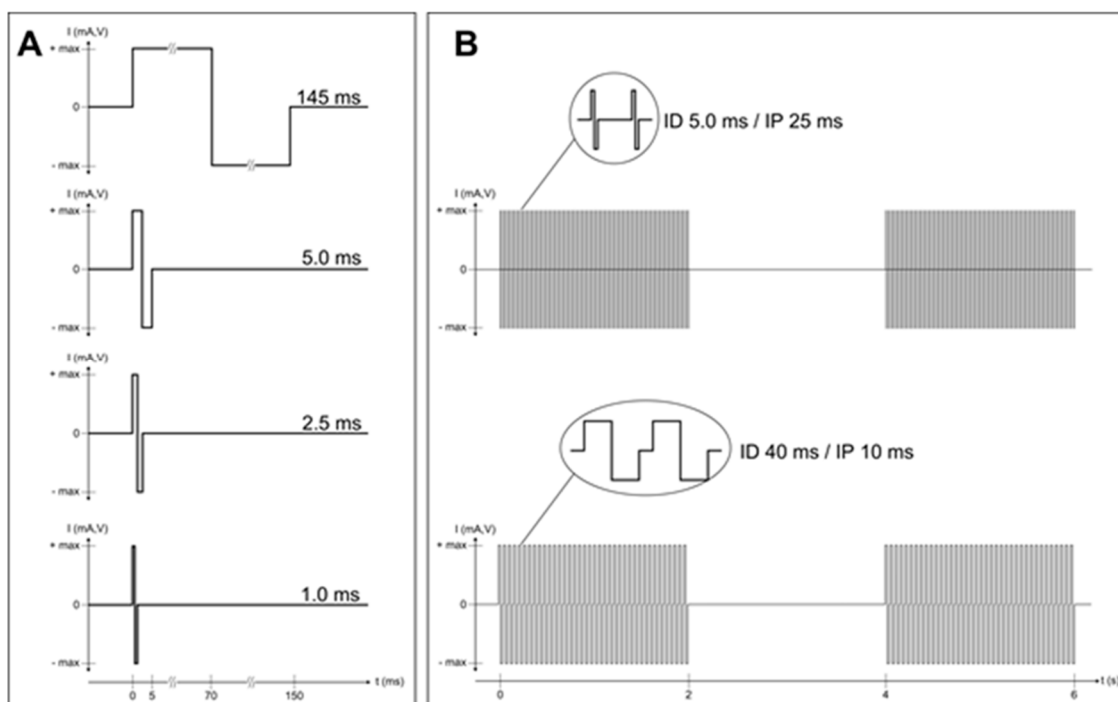 A
I (mA,V)
+ max
0
- max
145 ms
I (mA,V)
+ max
0
- max
5.0 ms
I (mA,V)
+ max
0
- max
2.5 ms
I (mA,V)
+ max
0
- max
1.0 ms
0 5 70 150 t (ms)
B
ID 5.0 ms / IP 25 ms
I (mA,V)
+ max
0
- max
ID 40 ms / IP 10 ms
I (mA,V)
+ max
0
- max
0 2 4 6 t (s)